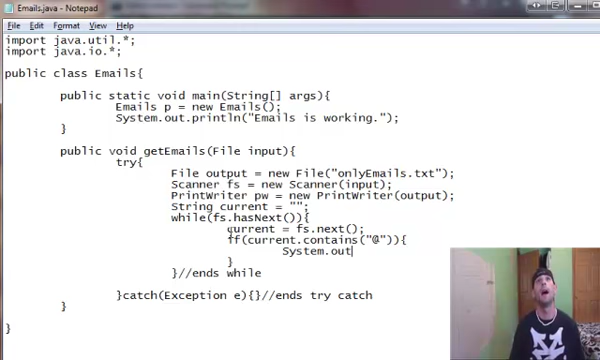 Emails.java - Notepad
File Edit Format View Help
import java.util.*;
import java.io.*;
public class Emails{
public static void main(String[] args){
Emails p = new Emails();
System.out.println("Emails is working.");
}
public void getEmails(File input){
try{
File output = new File("onlyEmails.txt");
Scanner fs = new Scanner(input);
PrintWriter pw = new PrintWriter(output);
String current = "";
while(fs.hasNext()){
current = fs.next();
if(current.contains("@")){
System.out
}
}//ends while
}catch(Exception e){}//ends try catch
}
}